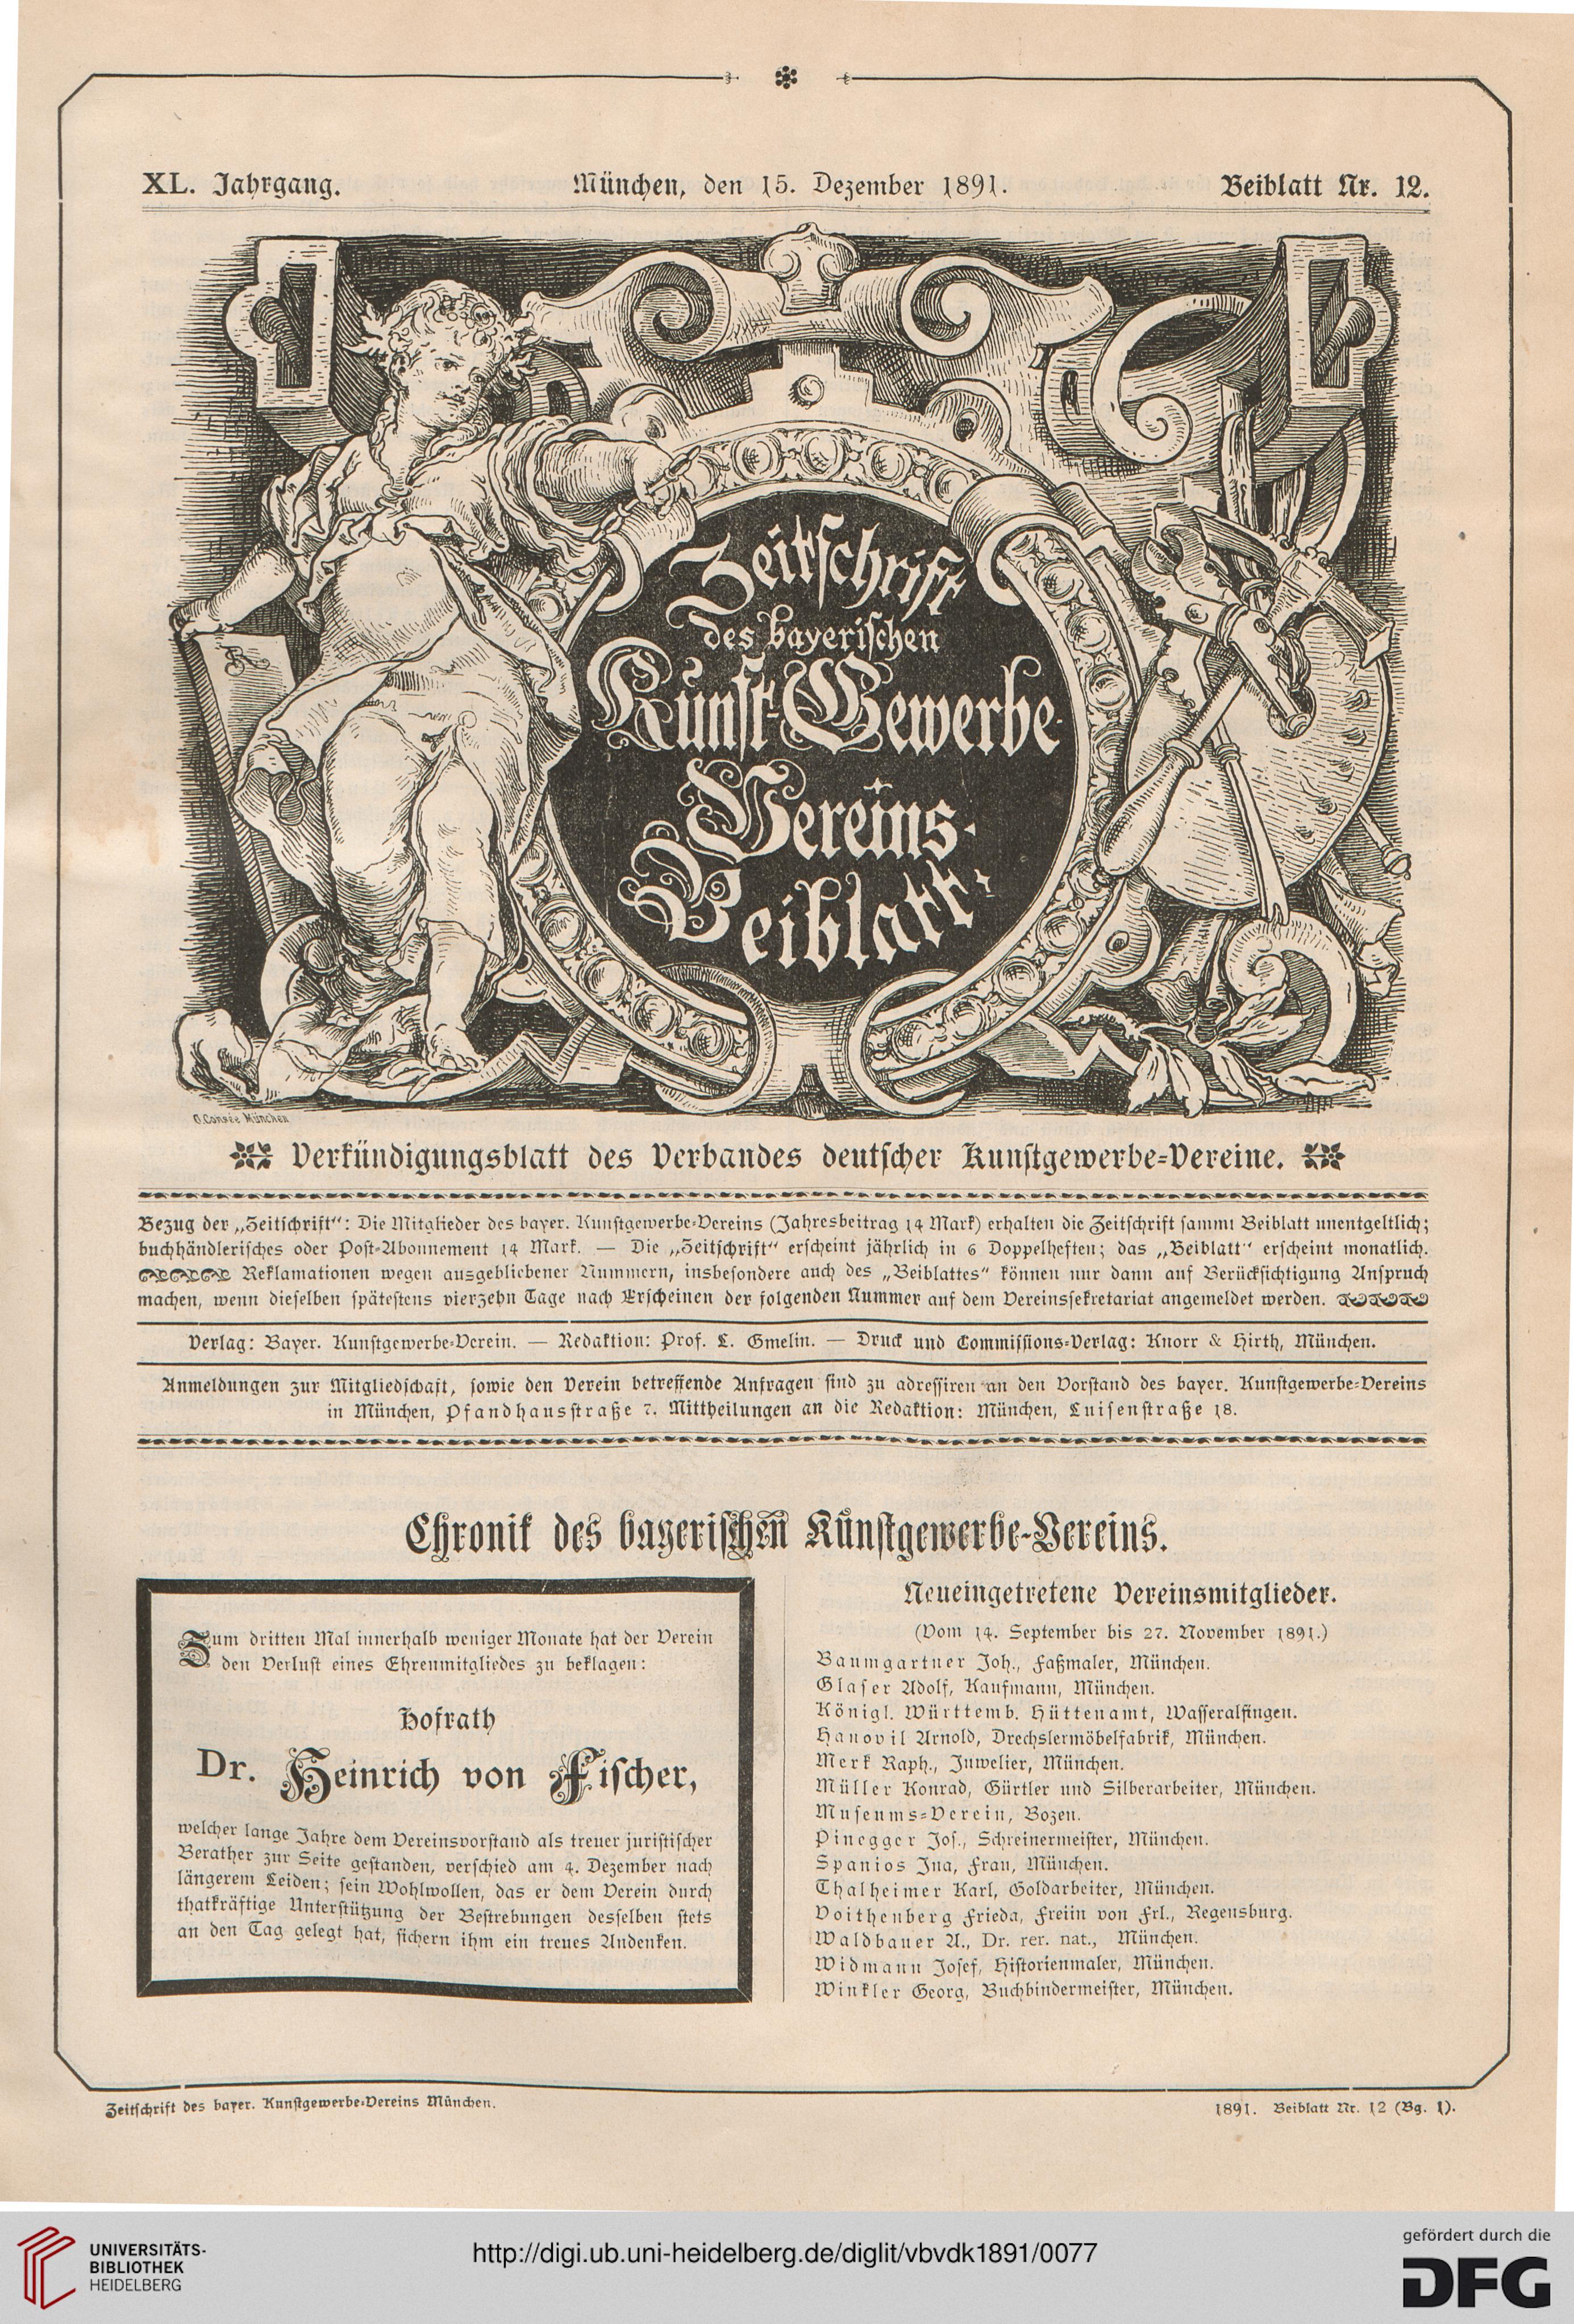 XL. Jahrgang. München, den 15. Dezember 1891. Beiblatt Nr. 12.
Zeitschrift
des bayerischen
Kunst-Gewerbe-
Vereins-
Beiblatt.
G. Conrée München
Verkündigungsblatt des Verbandes deutscher Kunstgewerbe-Vereine.
Bezug der „Zeitschrift“: Die Mitglieder des bayer. Kunstgewerbe-Vereins (Jahresbeitrag 14 Mark) erhalten die Zeitschrift sammt Beiblatt unentgeltlich;
buchhändlerisches oder Post-Abonnement 14 Mark. — Die „Zeitschrift“ erscheint jährlich in 6 Doppelheften; das „Beiblatt“ erscheint monatlich.
Reklamationen wegen ausgebliebener Nummern, insbesondere auch des „Beiblattes“ können nur dann auf Berücksichtigung Anspruch
machen, wenn dieselben spätestens vierzehn Tage nach Erscheinen der folgenden Nummer auf dem Vereinssekretariat angemeldet werden.
Verlag: Bayer. Kunstgewerbe-Verein. — Redaktion: Prof. L. Gmelin. — Druck und Commissions-Verlag: Knorr & Hirth, München.
Anmeldungen zur Mitgliedschaft, sowie den Verein betreffende Anfragen sind zu adressiren an den Vorstand des bayer. Kunstgewerbe-Vereins
in München, Pfandhausstraße 7. Mittheilungen an die Redaktion: München, Luisenstraße 18.
Chronik des bayerischen Kunstgewerbe-Vereins.
Zum dritten Mal innerhalb weniger Monate hat der Verein
den Verlust eines Ehrenmitgliedes zu beklagen:
Hofrath
Dr. Heinrich von Fischer,
welcher lange Jahre dem Vereinsvorstand als treuer juristischer
Berather zur Seite gestanden, verschied am 4. Dezember nach
längerem Leiden; sein Wohlwollen, das er dem Verein durch
thatkräftige Unterstützung der Bestrebungen desselben stets
an den Tag gelegt hat, sichern ihm ein treues Andenken.
Neueingetretene Vereinsmitglieder.
(Vom 14. September bis 27. November 1891.)
Baumgartner Joh., Faßmaler, München.
Glaser Adolf, Kaufmann, München.
Königl. Württemb. Hüttenamt, Wasseralfingen.
Hanovil Arnold, Drechslermöbelfabrik, München.
Merk Raph., Juwelier, München.
Müller Konrad, Gürtler und Silberarbeiter, München.
Museums-Verein, Bozen.
Pinegger Jos., Schreinermeister, München.
Spanios Ina, Frau, München.
Thalheimer Karl, Goldarbeiter, München.
Voithenberg Frieda, Freiin von Frl., Regensburg.
Waldbauer A., Dr. rer. nat., München.
Widmann Josef, Historienmaler, München.
Winkler Georg, Buchbindermeister, München.
Zeitschrift des bayer. Kunstgewerbe-Vereins München.
1891. Beiblatt Nr. 12 (Bg. 1).
UNIVERSITÄTS-
BIBLIOTHEK
HEIDELBERG
http://digi.ub.uni-heidelberg.de/diglit/vbvdk1891/0077
gefördert durch die
DFG